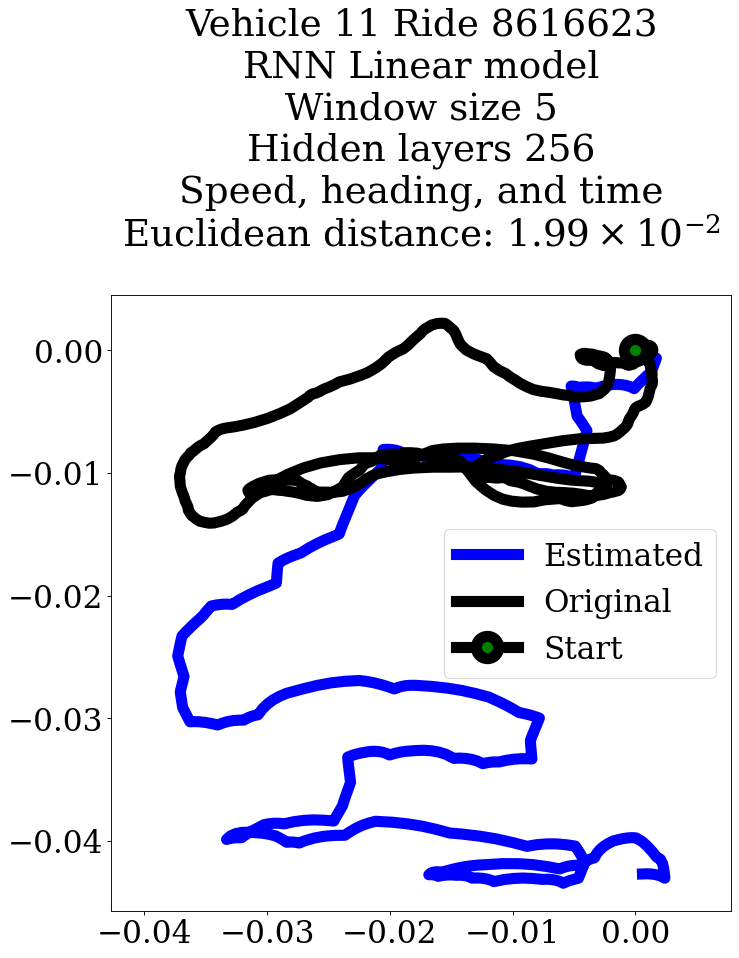 Vehicle 11 Ride 8616623
RNN Linear model
Window size 5
Hidden layers 256
Speed, heading, and time
Euclidean distance: 1.99 × 10⁻²
0.00
−0.01
−0.02
−0.03
−0.04
Estimated
Original
Start
−0.04 −0.03 −0.02 −0.01 0.00